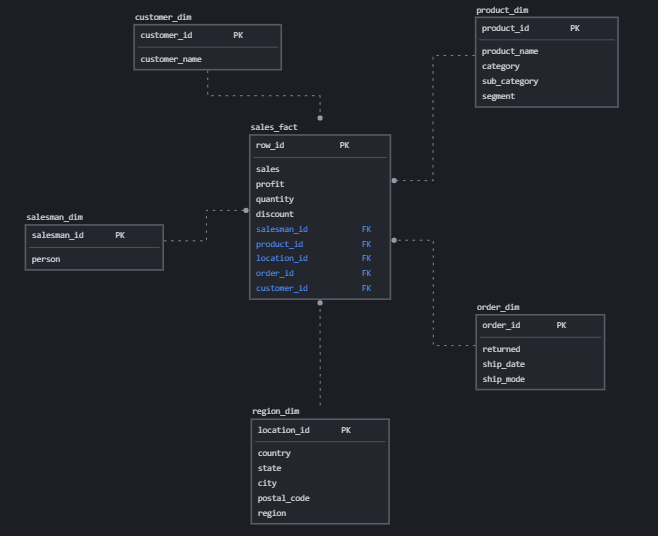 customer_dim
customer_id PK
customer_name
product_dim
product_id PK
product_name
category
sub_category
segment
sales_fact
row_id PK
sales
profit
quantity
discount
salesman_id FK
product_id FK
location_id FK
order_id FK
customer_id FK
salesman_dim
salesman_id PK
person
order_dim
order_id PK
returned
ship_date
ship_mode
region_dim
location_id PK
country
state
city
postal_code
region